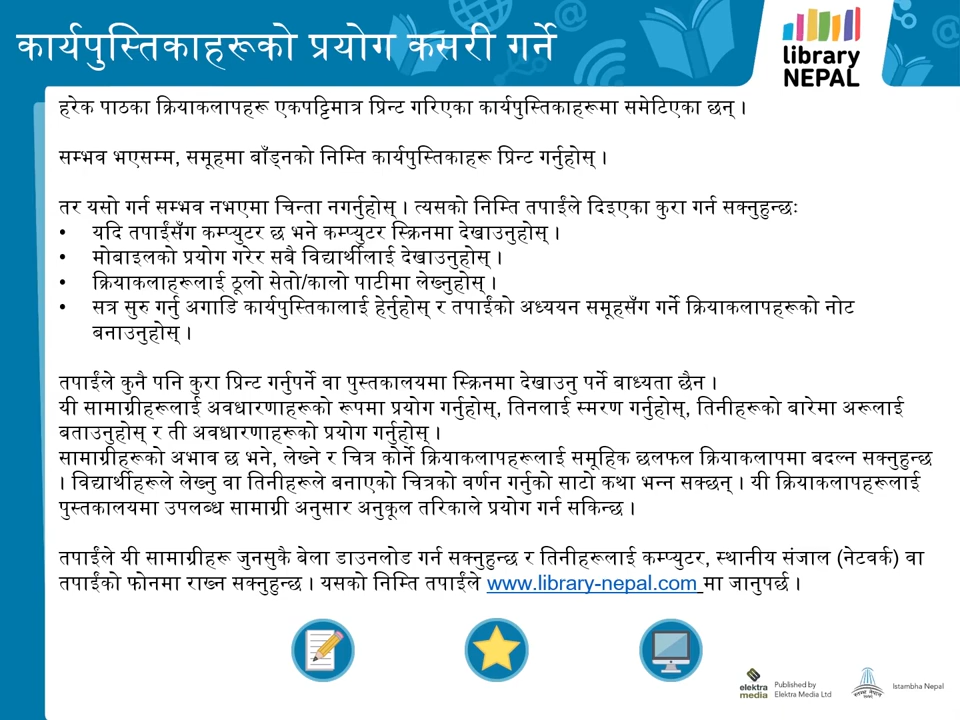 कार्यपुस्तिकाहरूको प्रयोग कसरी गर्ने
library
NEPAL
हरेक पाठका क्रियाकलापहरू एकपट्टिमात्र प्रिन्ट गरिएका कार्यपुस्तिकाहरूमा समेटिएका छन् ।
सम्भव भएसम्म, समूहमा बाँड्नको निम्ति कार्यपुस्तिकाहरू प्रिन्ट गर्नुहोस् ।
तर यसो गर्न सम्भव नभएमा चिन्ता नगर्नुहोस् । त्यसको निम्ति तपाईंले दिइएका कुरा गर्न सक्नुहुन्छः
• यदि तपाईंसँग कम्प्युटर छ भने कम्प्युटर स्क्रिनमा देखाउनुहोस् ।
• मोबाइलको प्रयोग गरेर सबै विद्यार्थीलाई देखाउनुहोस् ।
• क्रियाकलाहरूलाई ठूलो सेतो/कालो पाटीमा लेख्नुहोस् ।
• सत्र सुरु गर्नु अगाडि कार्यपुस्तिकालाई हेर्नुहोस् र तपाईंको अध्ययन समूहसँग गर्ने क्रियाकलापहरूको नोट
बनाउनुहोस् ।
तपाईंले कुनै पनि कुरा प्रिन्ट गर्नुपर्ने वा पुस्तकालयमा स्क्रिनमा देखाउनु पर्ने बाध्यता छैन ।
यी सामाग्रीहरूलाई अवधारणाहरूको रूपमा प्रयोग गर्नुहोस्, तिनलाई स्मरण गर्नुहोस्, तिनीहरूको बारेमा अरूलाई
बताउनुहोस् र ती अवधारणाहरूको प्रयोग गर्नुहोस् ।
सामाग्रीहरूको अभाव छ भने, लेख्ने र चित्र कोर्ने क्रियाकलापहरूलाई समूहिक छलफल क्रियाकलापमा बदल्न सक्नुहुन्छ
। विद्यार्थीहरूले लेख्नु वा तिनीहरूले बनाएको चित्रको वर्णन गर्नुको साटो कथा भन्न सक्छन् । यी क्रियाकलापहरूलाई
पुस्तकालयमा उपलब्ध सामाग्री अनुसार अनुकूल तरिकाले प्रयोग गर्न सकिन्छ ।
तपाईंले यी सामाग्रीहरू जुनसुकै बेला डाउनलोड गर्न सक्नुहुन्छ र तिनीहरूलाई कम्प्युटर, स्थानीय संजाल (नेटवर्क) वा
तपाईंको फोनमा राख्न सक्नुहुन्छ । यसको निम्ति तपाईंले www.library-nepal.com मा जानुपर्छ ।
elektra
media
Published by
Elektra Media Ltd
Istambha Nepal